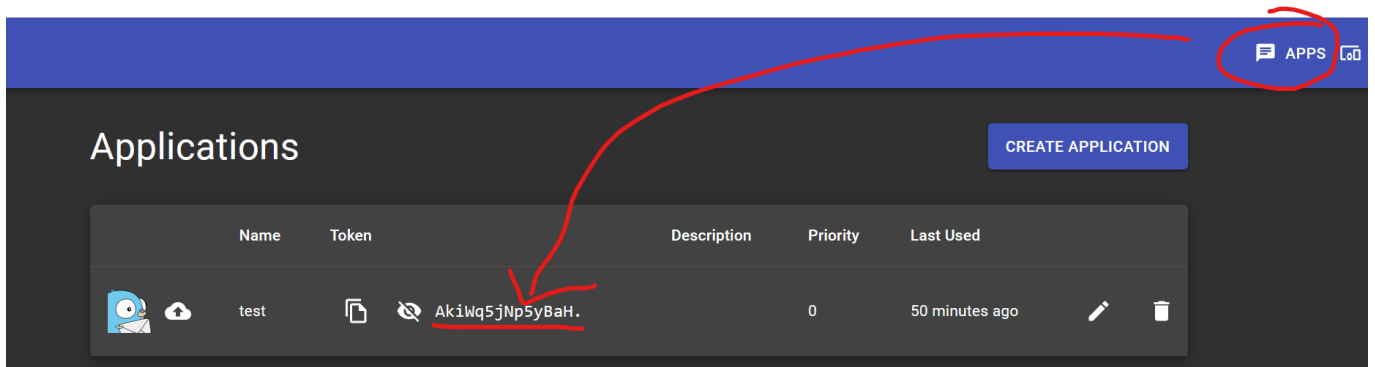 APPS
Applications
CREATE APPLICATION
Name Token Description Priority Last Used
test AkiWq5jNp5yBaH. 0 50 minutes ago